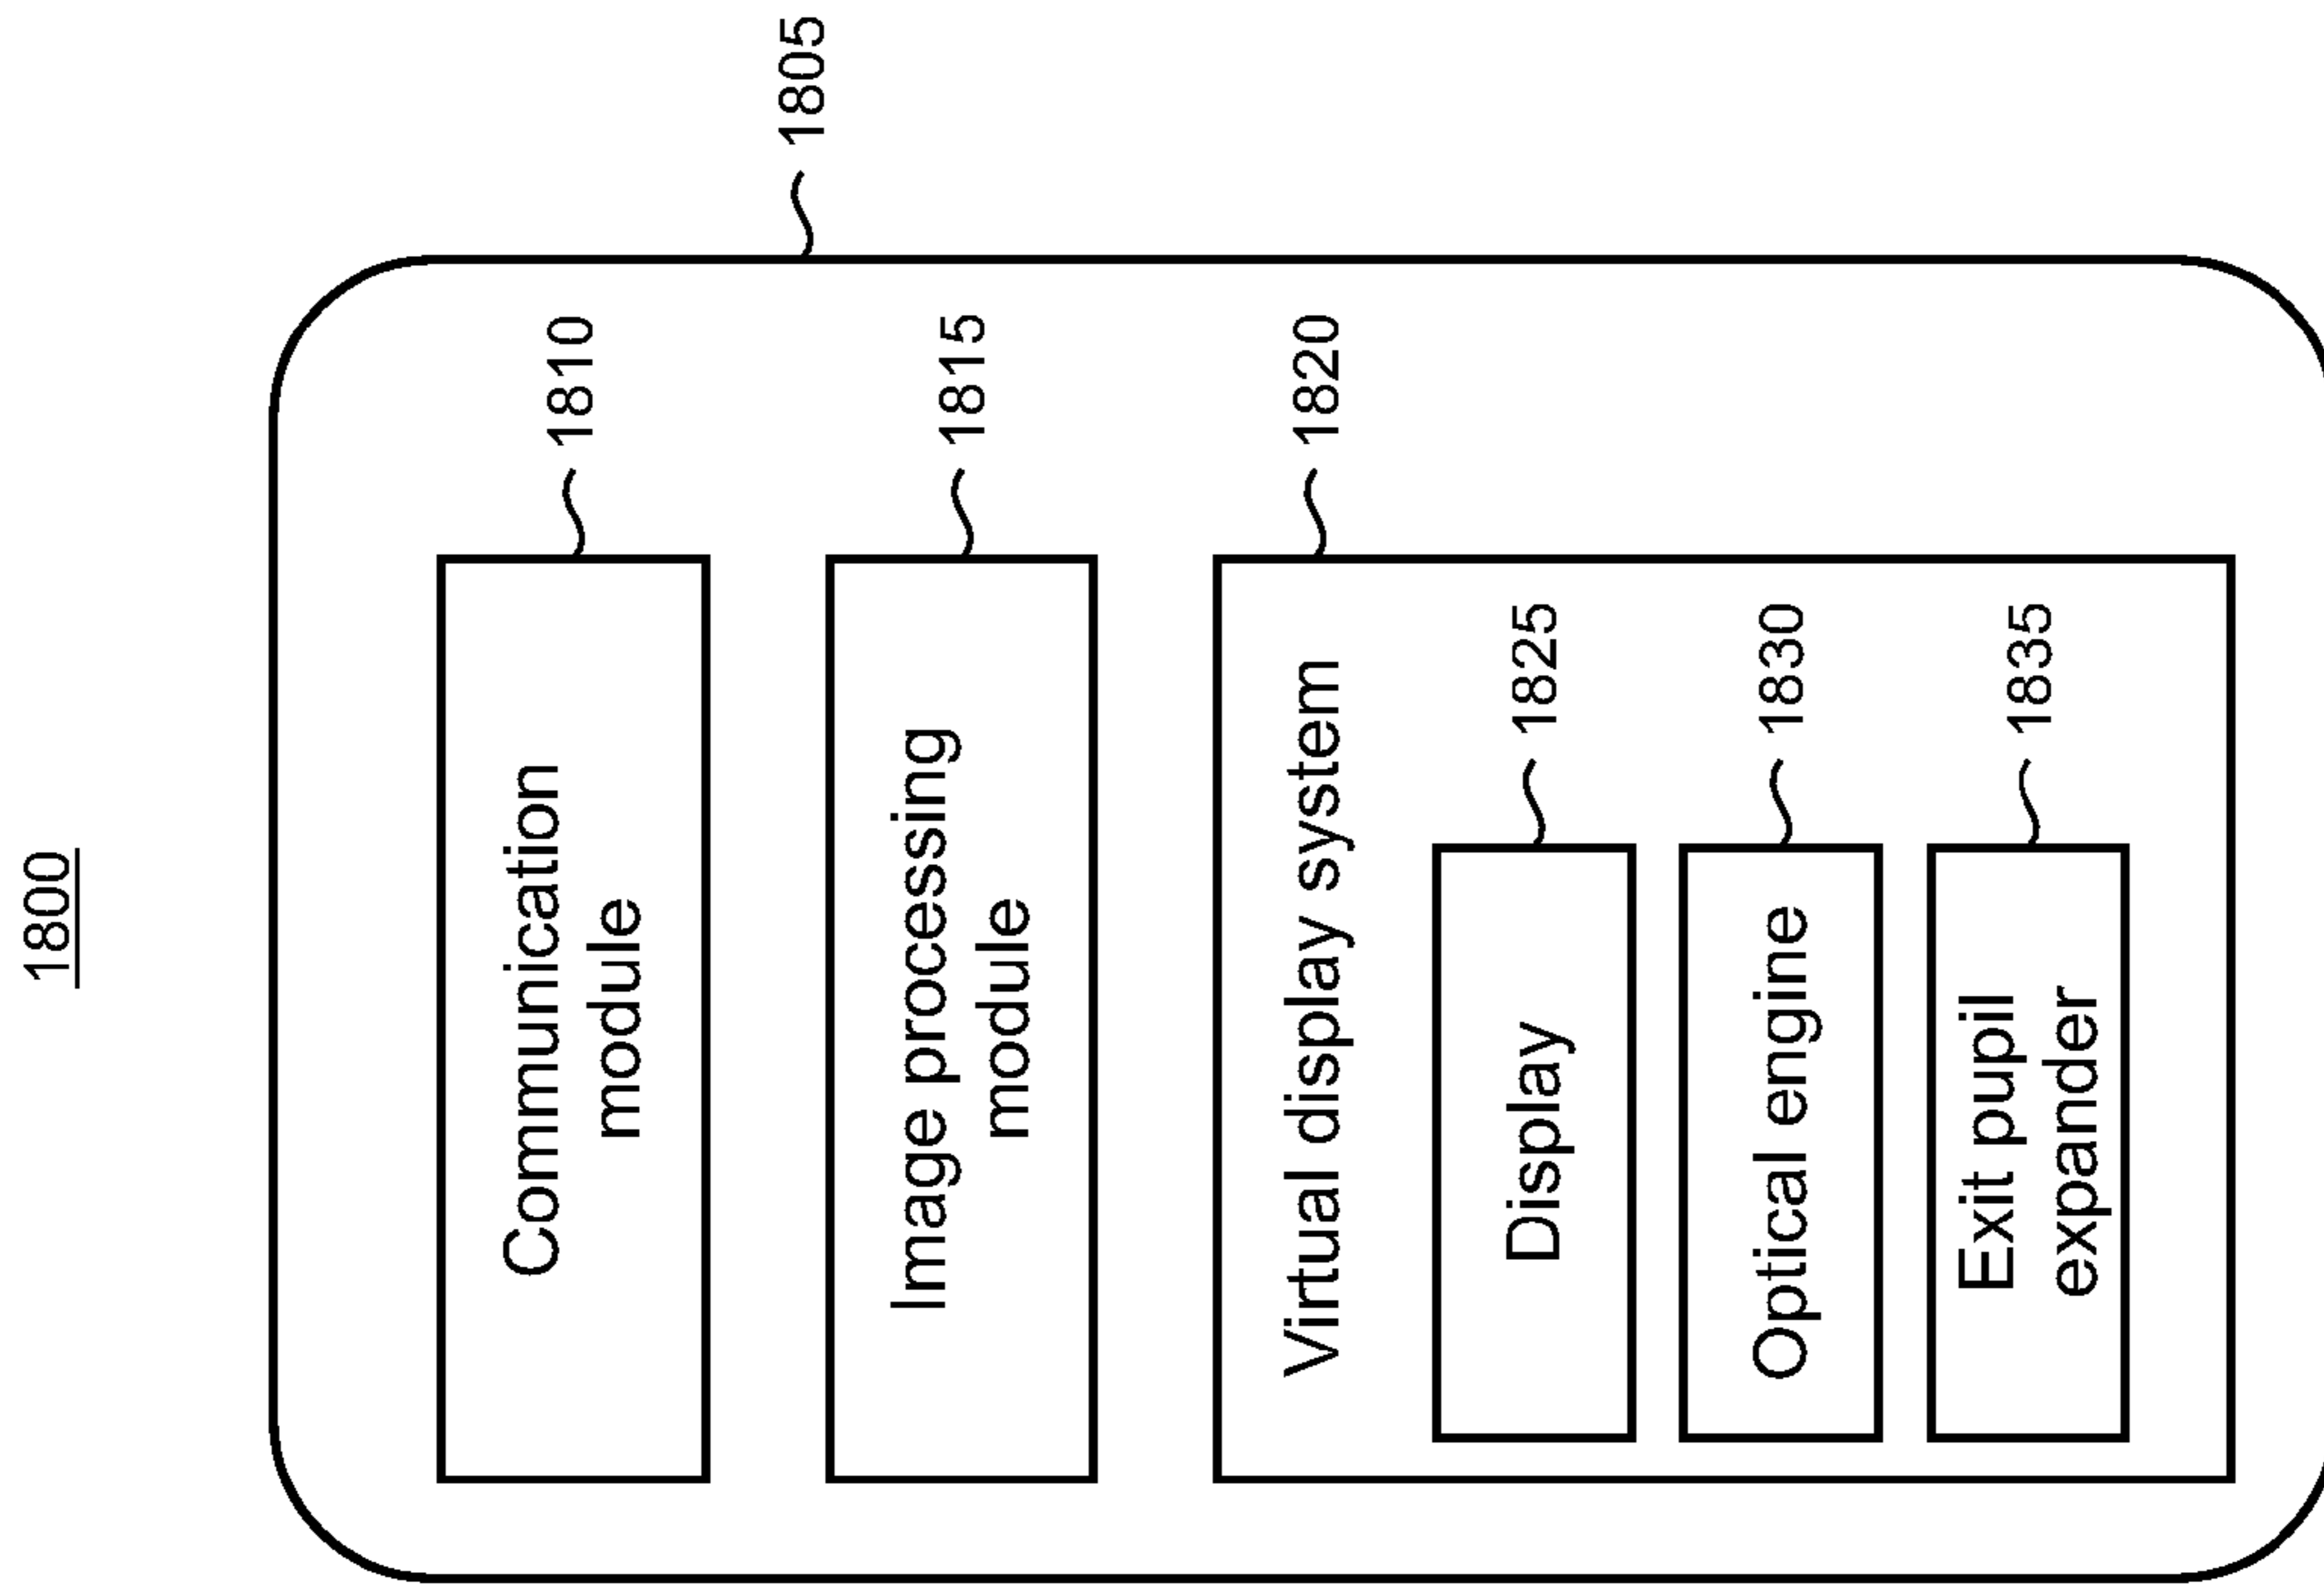 1800
1805
Communication
module
1810
Image processing
module
1815
Virtual display system
1820
Display
1825
Optical engine
1830
Exit pupil
expander
1835